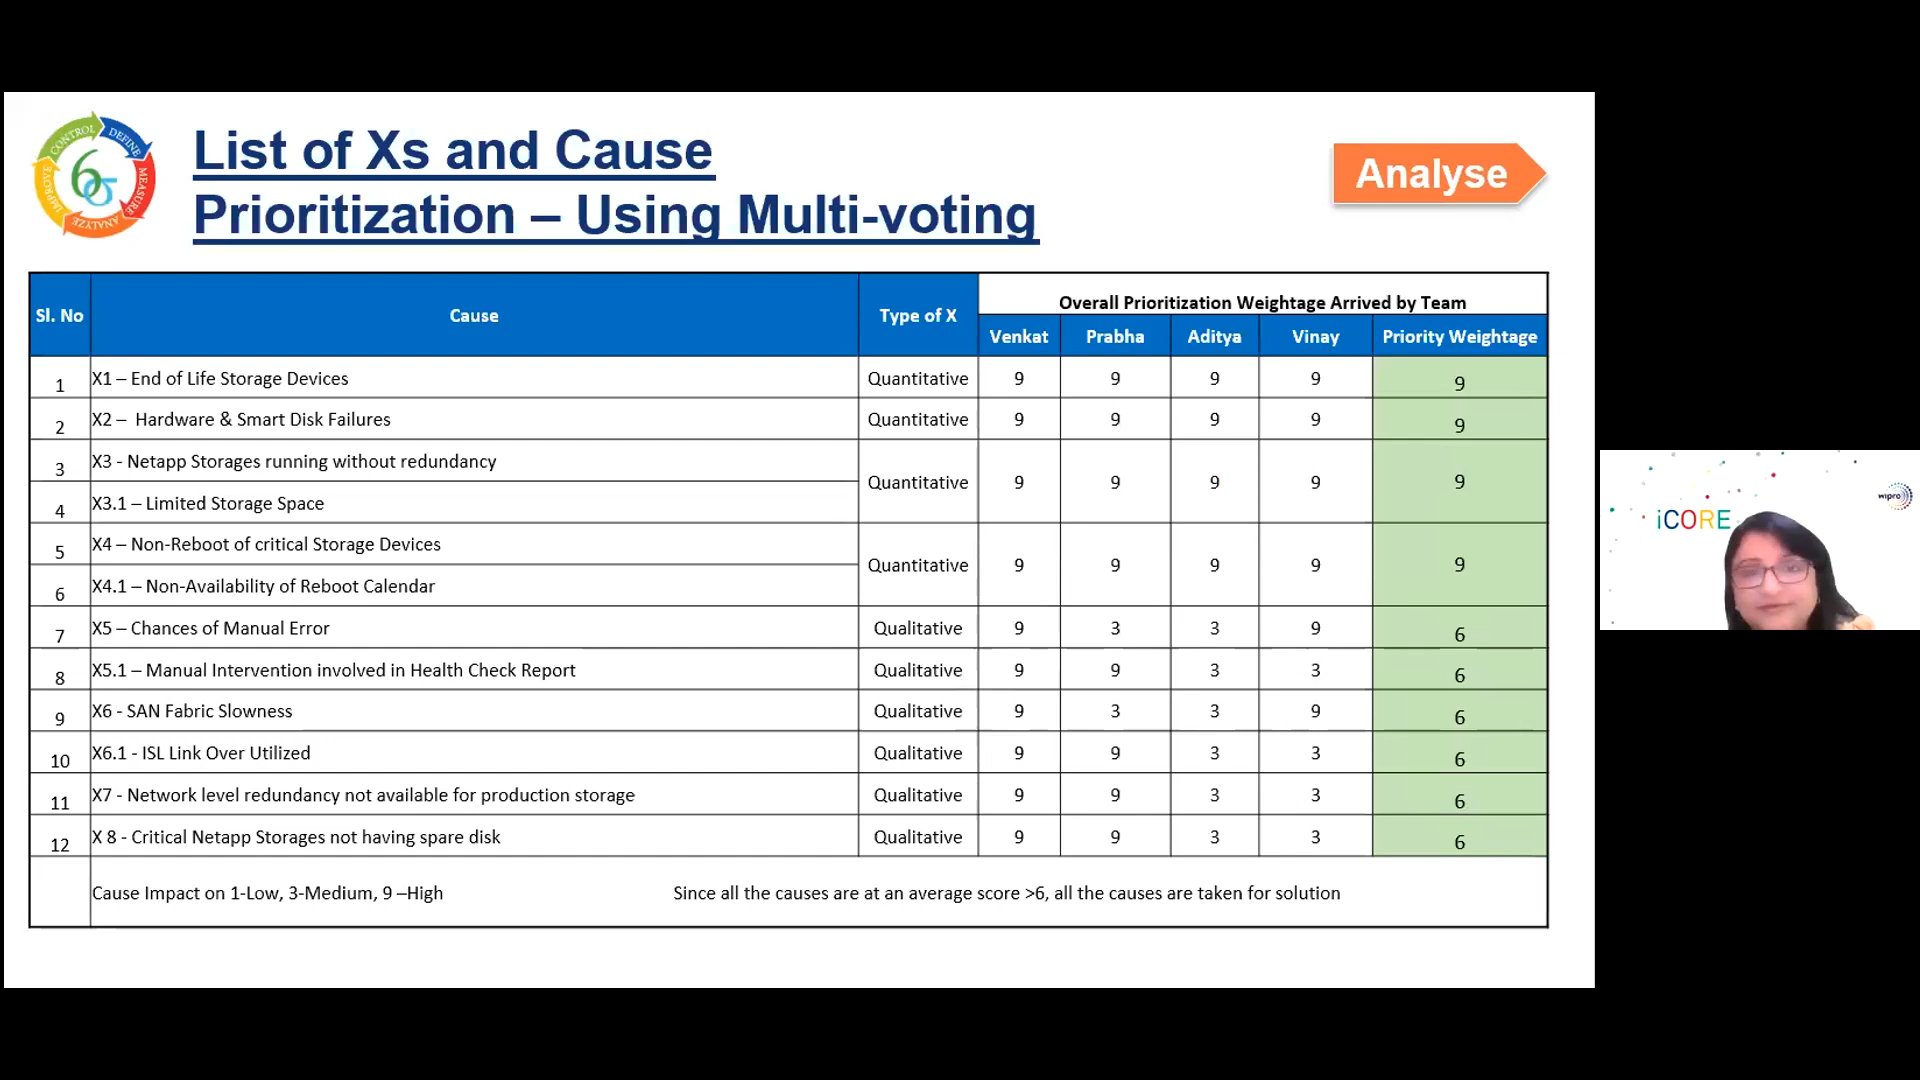 CONTROL
DEFINE
MEASURE
ANALYZE
IMPROVE
6σ
List of Xs and Cause
Prioritization – Using Multi-voting
Analyse
Sl. No Cause Type of X Overall Prioritization Weightage Arrived by Team
Venkat Prabha Aditya Vinay Priority Weightage
1 X1 – End of Life Storage Devices Quantitative 9 9 9 9 9
2 X2 – Hardware & Smart Disk Failures Quantitative 9 9 9 9 9
3 X3 - Netapp Storages running without redundancy Quantitative 9 9 9 9 9
4 X3.1 – Limited Storage Space
5 X4 – Non-Reboot of critical Storage Devices Quantitative 9 9 9 9 9
6 X4.1 – Non-Availability of Reboot Calendar
7 X5 – Chances of Manual Error Qualitative 9 3 3 9 6
8 X5.1 – Manual Intervention involved in Health Check Report Qualitative 9 9 3 3 6
9 X6 - SAN Fabric Slowness Qualitative 9 3 3 9 6
10 X6.1 - ISL Link Over Utilized Qualitative 9 9 3 3 6
11 X7 - Network level redundancy not available for production storage Qualitative 9 9 3 3 6
12 X 8 - Critical Netapp Storages not having spare disk Qualitative 9 9 3 3 6
Cause Impact on 1-Low, 3-Medium, 9 –High Since all the causes are at an average score >6, all the causes are taken for solution
wipro
iCORE